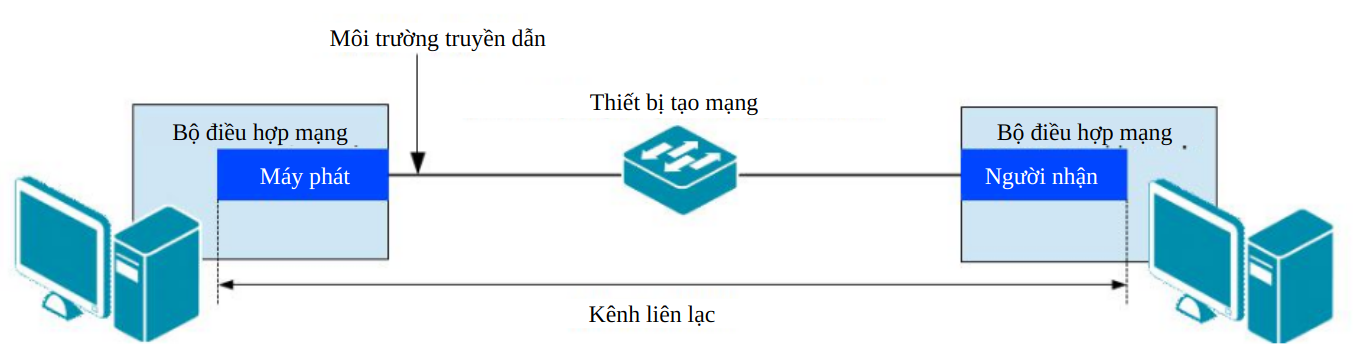 Môi trường truyền dẫn
Thiết bị tạo mạng
Bộ điều hợp mạng
Bộ điều hợp mạng
Máy phát
Người nhận
Kênh liên lạc